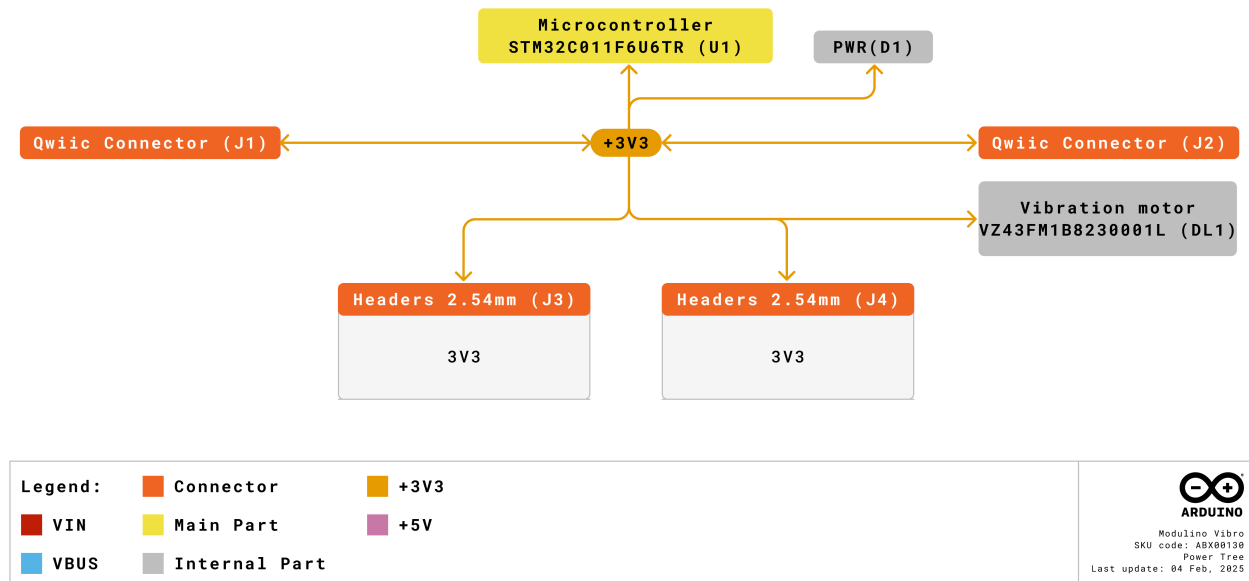 Microcontroller
STM32C011F6U6TR (U1)
PWR(D1)
Qwiic Connector (J1)
+3V3
Qwiic Connector (J2)
Vibration motor
VZ43FM1B8230001L (DL1)
Headers 2.54mm (J3)
Headers 2.54mm (J4)
3V3
3V3
Legend:
Connector
+3V3
VIN
Main Part
+5V
VBUS
Internal Part
ARDUINO
Modulino Vibro
SKU code: ABX00130
Power Tree
Last update: 04 Feb, 2025